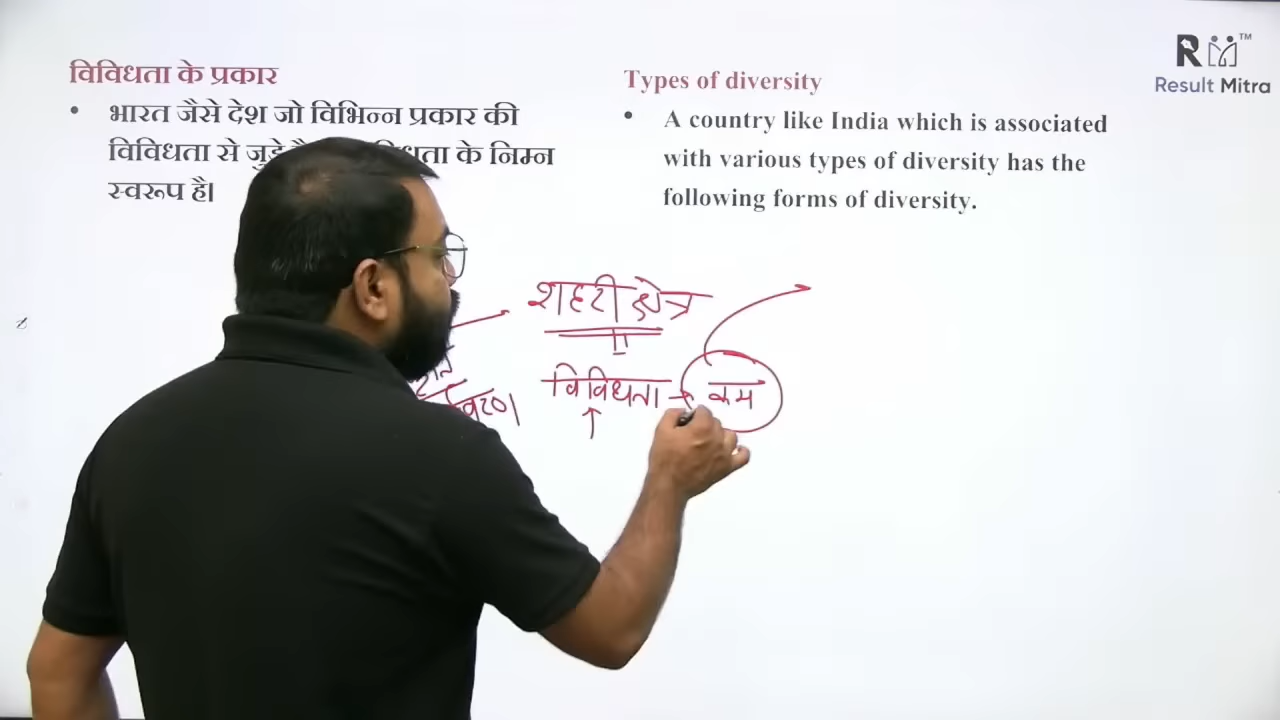 विविधता के प्रकार
• भारत जैसे देश जो विभिन्न प्रकार की
विविधता से जुड़े के निम्न
स्वरूप है।
Types of diversity
• A country like India which is associated
with various types of diversity has the
following forms of diversity.
R TM
Result Mitra
शहरी क्षेत्र
विविधता → कम